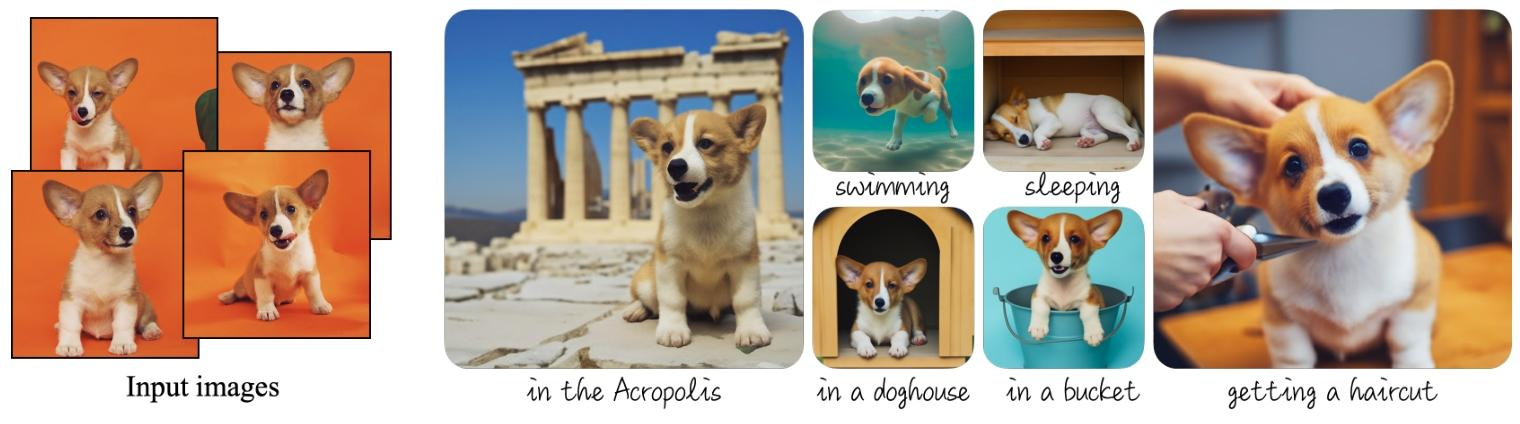 Input images
in the Acropolis
swimming
sleeping
in a doghouse
in a bucket
getting a haircut